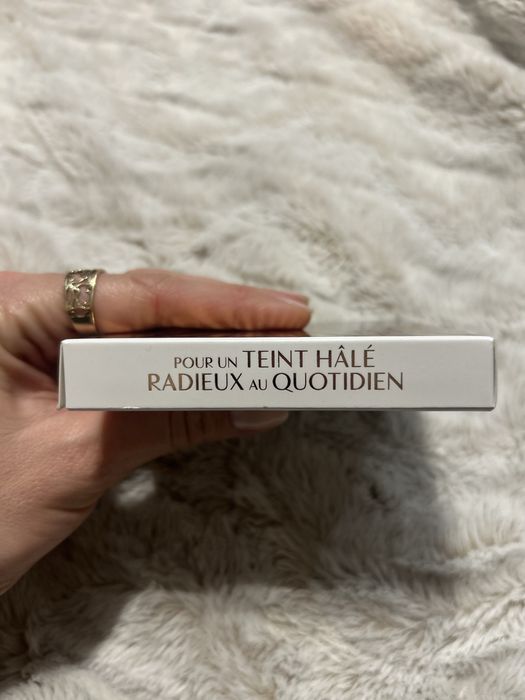 POUR UN TEINT HÂLÉ
RADIEUX AU QUOTIDIEN